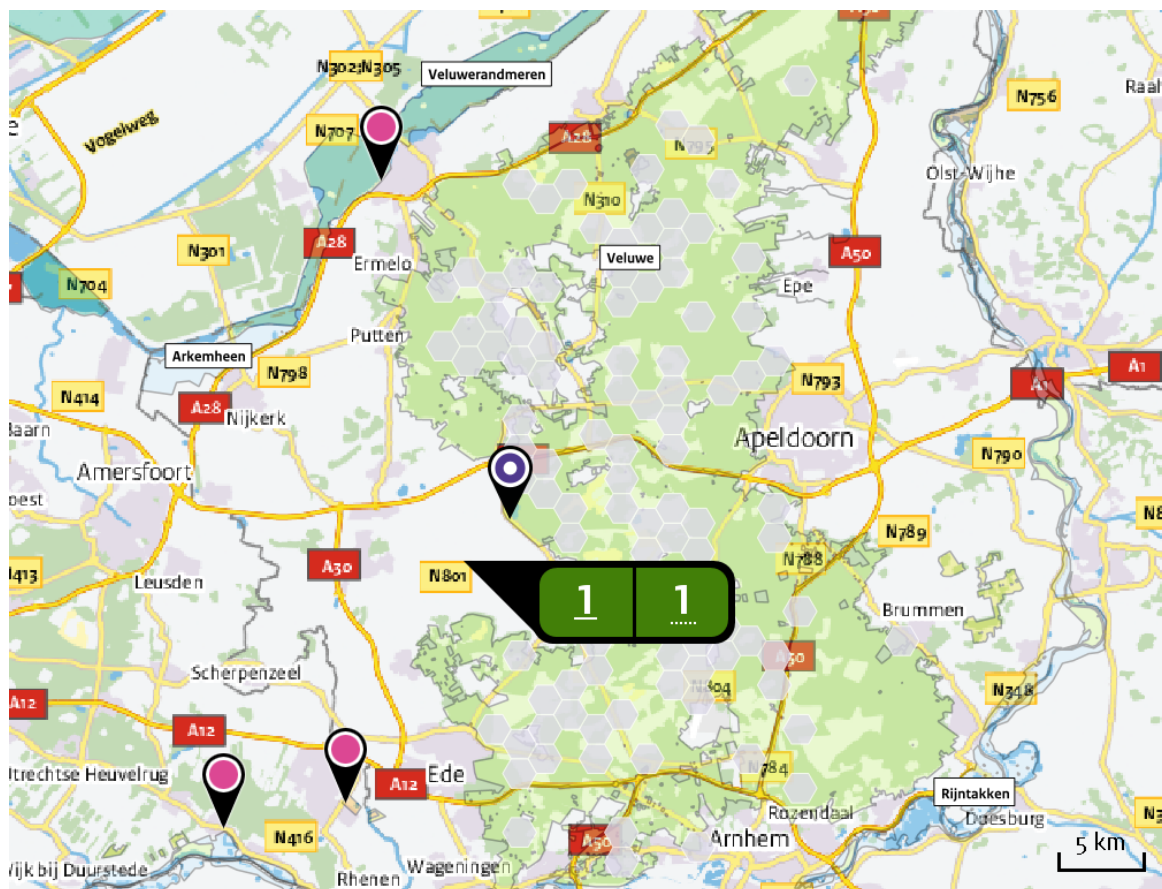 N302;N305
Veluwerandmeren
N756
Vogelweg
N707
A28
N795
Olst-Wijhe
N310
N301
A28
A50
Ermelo
Veluwe
N704
Epe
Putten
Arkemheen
N798
N793
A1
N414
A28
Nijkerk
Baarn
Apeldoorn
N790
Amersfoort
N789
A30
N801
N788
Leusden
1
1
Brummen
Scherpenzeel
A50
N804
N348
A12
A12
Utrechtse Heuvelrug
Ede
A12
N784
Rijntakken
Rozendaal
Doesburg
N416
A50
Arnhem
5 km
Wijk bij Duurstede
Wageningen
Rhenen